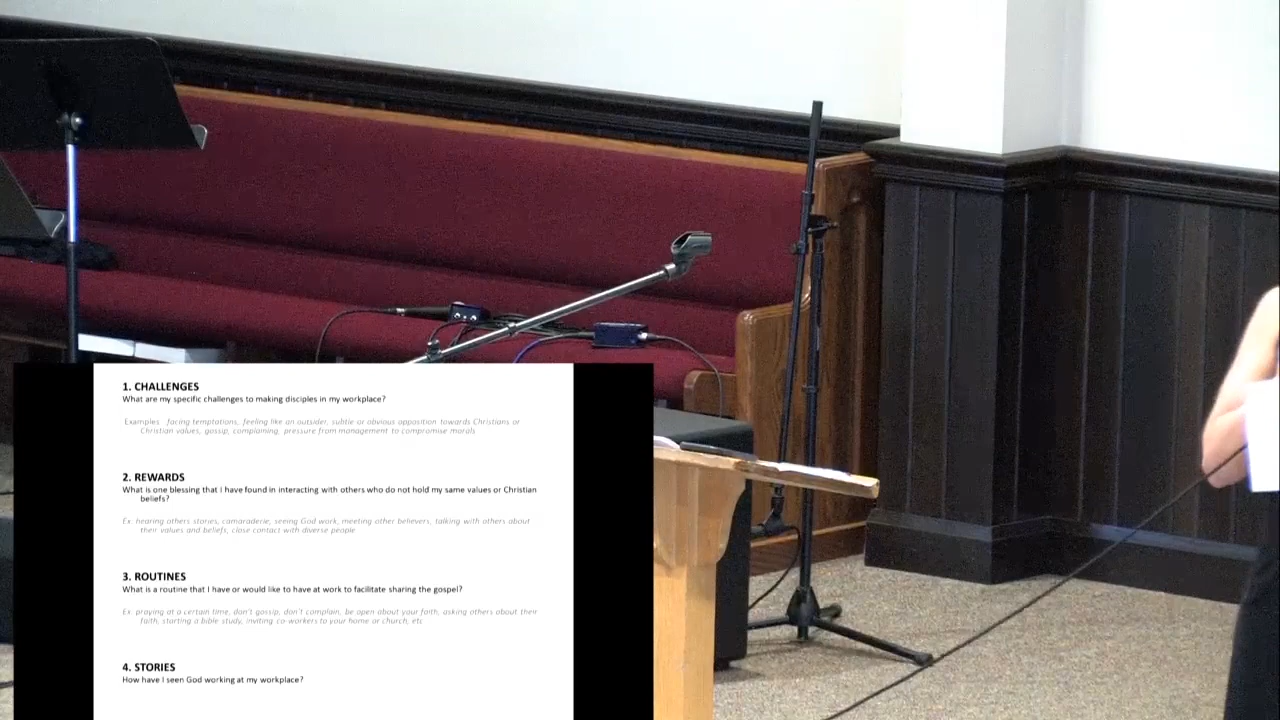 1. CHALLENGES
What are my specific challenges to making disciples in my workplace?
Examples: facing temptations, feeling like an outsider, subtle or obvious opposition towards Christians or
Christian values, gossip, complaining, pressure from management to compromise morals
2. REWARDS
What is one blessing that I have found in interacting with others who do not hold my same values or Christian
beliefs?
Ex: hearing others stories, camaraderie, seeing God work, meeting other believers, talking with others about
their values and beliefs, close contact with diverse people
3. ROUTINES
What is a routine that I have or would like to have at work to facilitate sharing the gospel?
Ex: praying at a certain time, don't gossip, don't complain, be open about your faith, asking others about their
faith, starting a bible study, inviting co-workers to your home or church, etc
4. STORIES
How have I seen God working at my workplace?